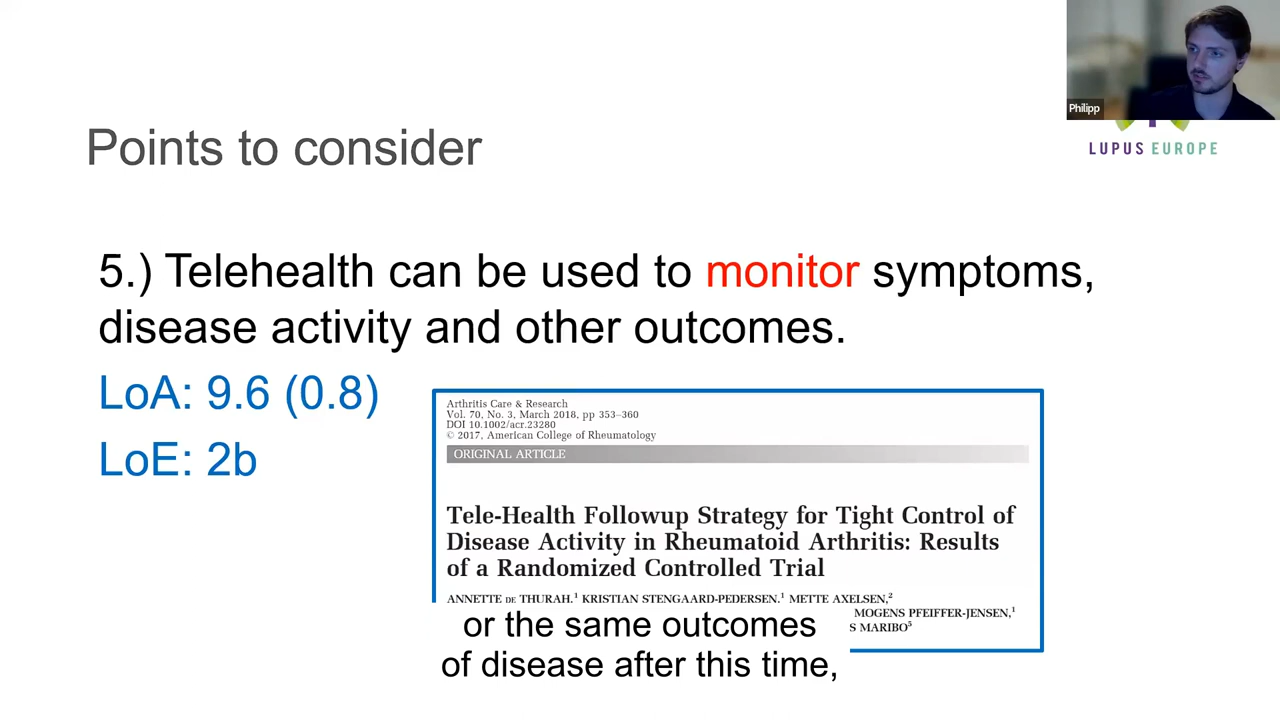 Philipp
LUPUS EUROPE
Points to consider
5.) Telehealth can be used to monitor symptoms,
disease activity and other outcomes.
LoA: 9.6 (0.8)
LoE: 2b
Arthritis Care & Research
Vol. 70, No. 3, March 2018, pp 353–360
DOI 10.1002/acr.23280
© 2017, American College of Rheumatology
ORIGINAL ARTICLE
Tele-Health Followup Strategy for Tight Control of
Disease Activity in Rheumatoid Arthritis: Results
of a Randomized Controlled Trial
ANNETTE DE THURAH,¹ KRISTIAN STENGAARD-PEDERSEN,¹ METTE AXELSEN,²
MOGENS PFEIFFER-JENSEN,¹
S MARIBO⁵
or the same outcomes
of disease after this time,